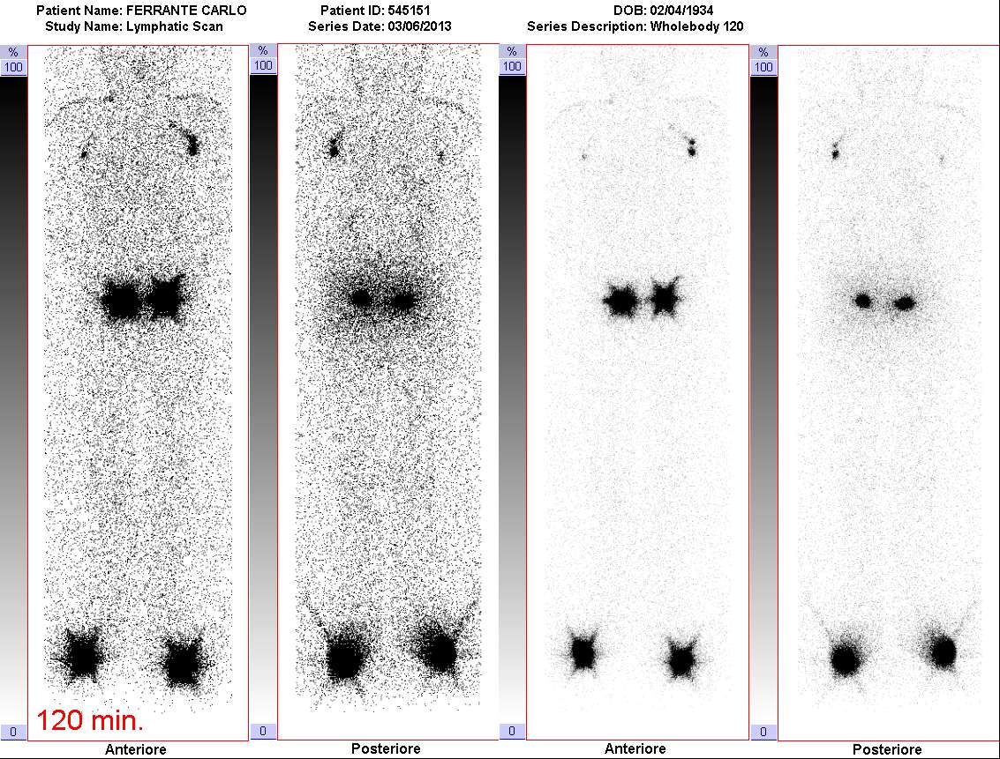 Patient Name: FERRANTE CARLO Patient ID: 545151 DOB: 02/04/1934
Study Name: Lymphatic Scan Series Date: 03/06/2013 Series Description: Wholebody 120
% % % %
100 100 100 100
120 min.
0 0 0 0
Anteriore Posteriore Anteriore Posteriore